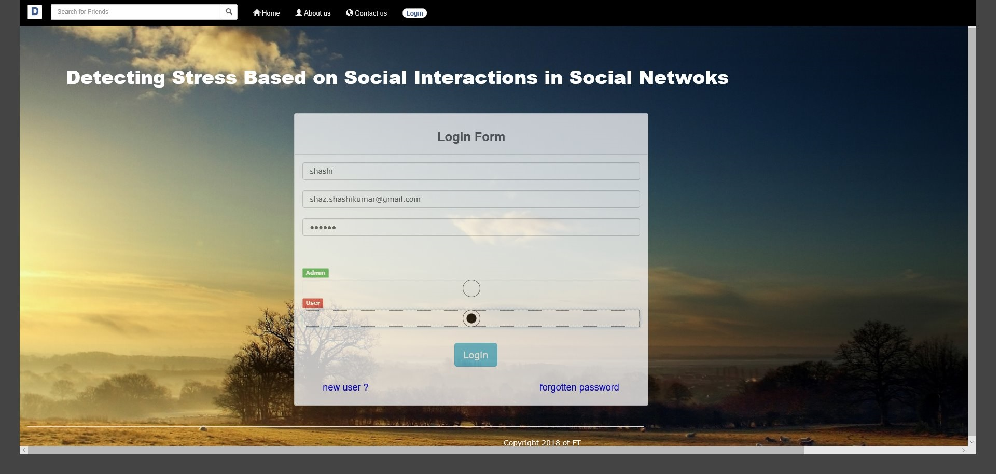 D
Search for Friends
Home
About us
Contact us
Login
Detecting Stress Based on Social Interactions in Social Netwoks
Login Form
shashi
shaz.shashikumar@gmail.com
••••••
Admin
User
Login
new user ?
forgotten password
Copyright 2018 of FT